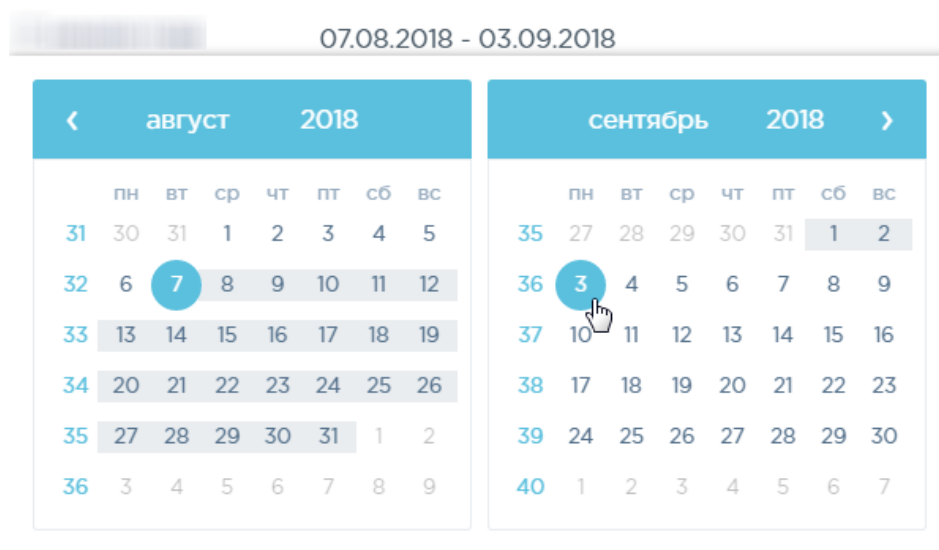 07.08.2018 - 03.09.2018
‹ август 2018
пн вт ср чт пт сб вс
31 30 31 1 2 3 4 5
32 6 7 8 9 10 11 12
33 13 14 15 16 17 18 19
34 20 21 22 23 24 25 26
35 27 28 29 30 31 1 2
36 3 4 5 6 7 8 9
сентябрь 2018 ›
пн вт ср чт пт сб вс
35 27 28 29 30 31 1 2
36 3 4 5 6 7 8 9
37 10 11 12 13 14 15 16
38 17 18 19 20 21 22 23
39 24 25 26 27 28 29 30
40 1 2 3 4 5 6 7